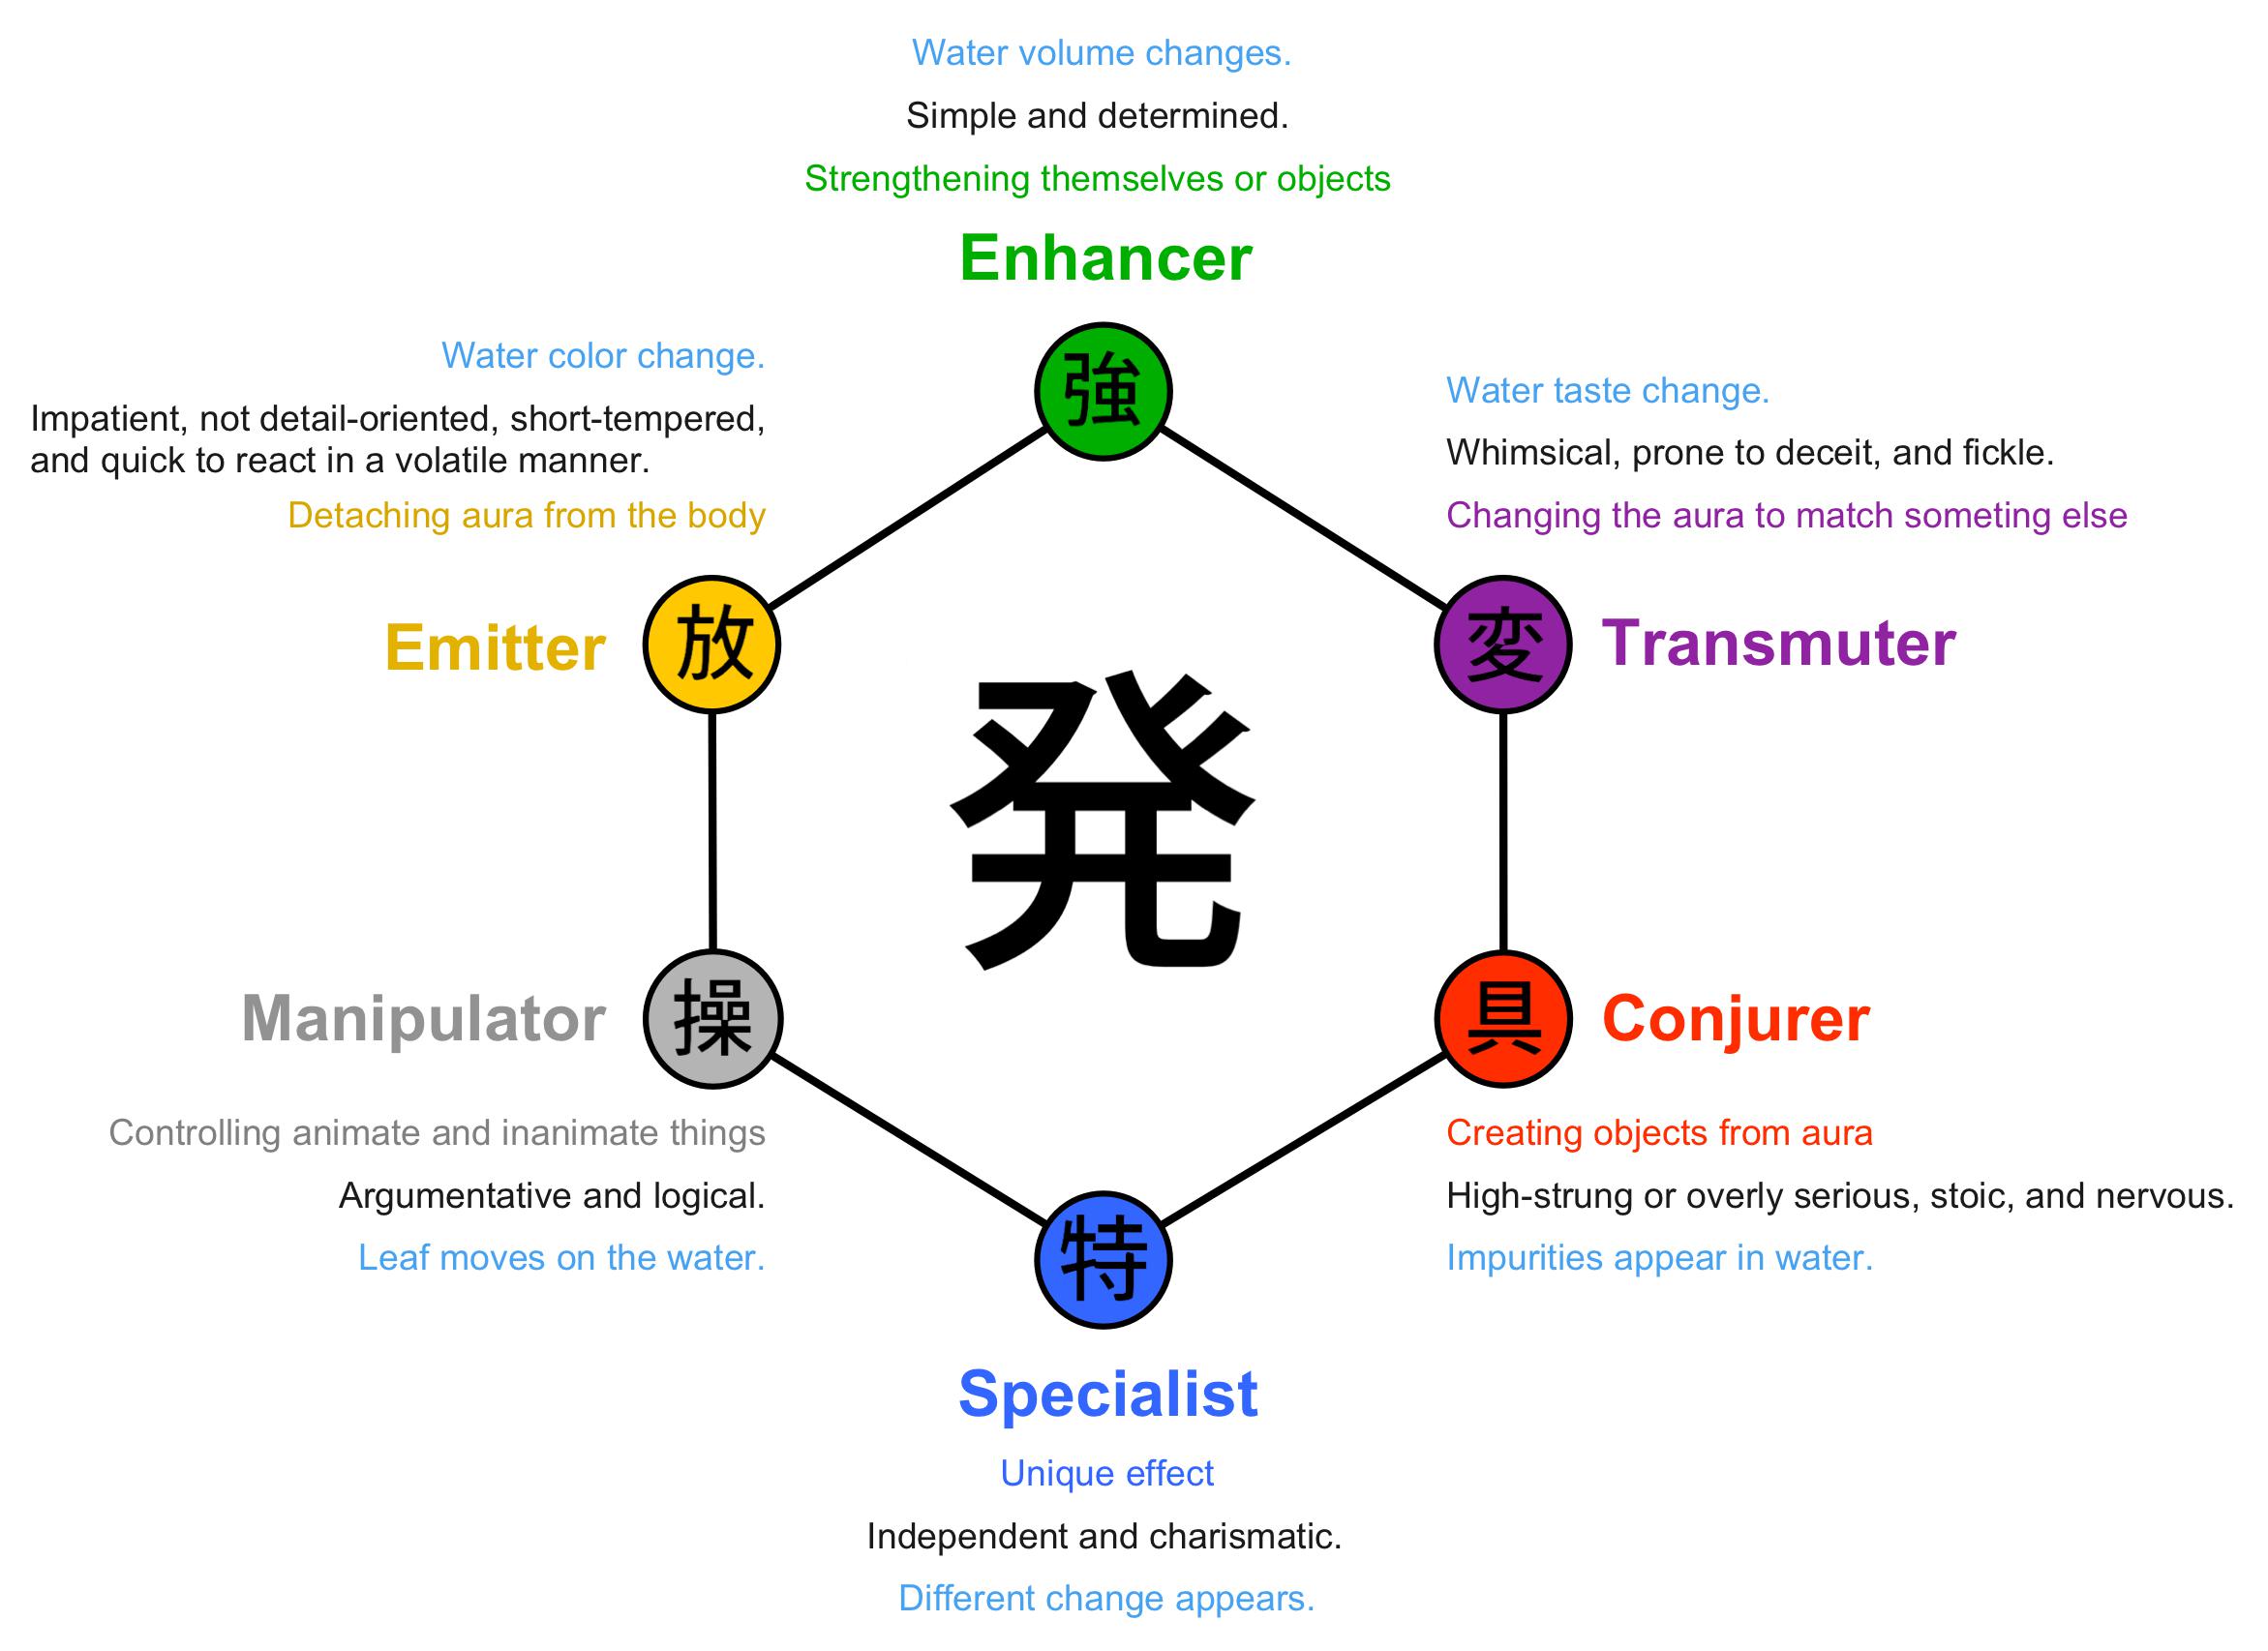 Water volume changes.
Simple and determined.
Strengthening themselves or objects
Enhancer
強
Water color change.
Impatient, not detail-oriented, short-tempered,
and quick to react in a volatile manner.
Detaching aura from the body
Emitter
放
Water taste change.
Whimsical, prone to deceit, and fickle.
Changing the aura to match someting else
変
Transmuter
発
Manipulator
操
Controlling animate and inanimate things
Argumentative and logical.
Leaf moves on the water.
具
Conjurer
Creating objects from aura
High-strung or overly serious, stoic, and nervous.
Impurities appear in water.
特
Specialist
Unique effect
Independent and charismatic.
Different change appears.